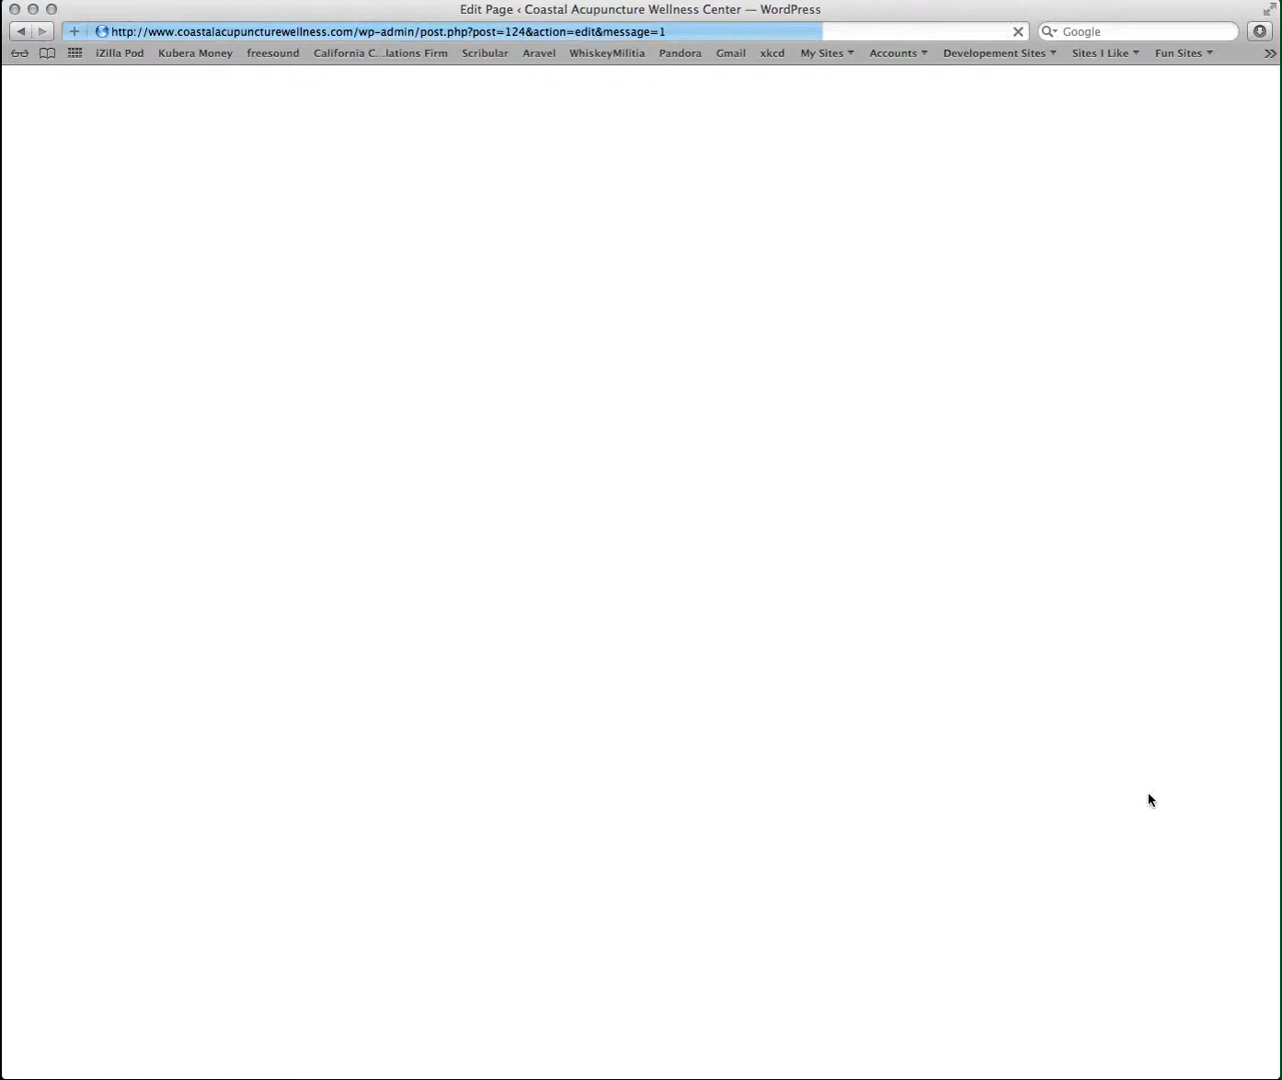 Edit Page ‹ Coastal Acupuncture Wellness Center — WordPress
http://www.coastalacupuncturewellness.com/wp-admin/post.php?post=124&action=edit&message=1
Google
iZilla Pod Kubera Money freesound California C...lations Firm Scribular Aravel WhiskeyMilitia Pandora Gmail xkcd My Sites Accounts Developement Sites Sites I Like Fun Sites